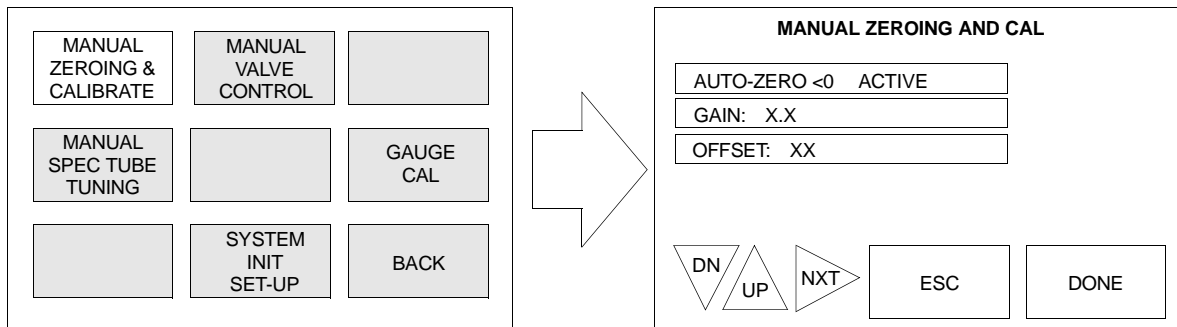 MANUAL
ZEROING &
CALIBRATE
MANUAL
VALVE
CONTROL
MANUAL
SPEC TUBE
TUNING
GAUGE
CAL
SYSTEM
INIT
SET-UP
BACK
MANUAL ZEROING AND CAL
AUTO-ZERO <0 ACTIVE
GAIN: X.X
OFFSET: XX
DN
UP
NXT
ESC
DONE